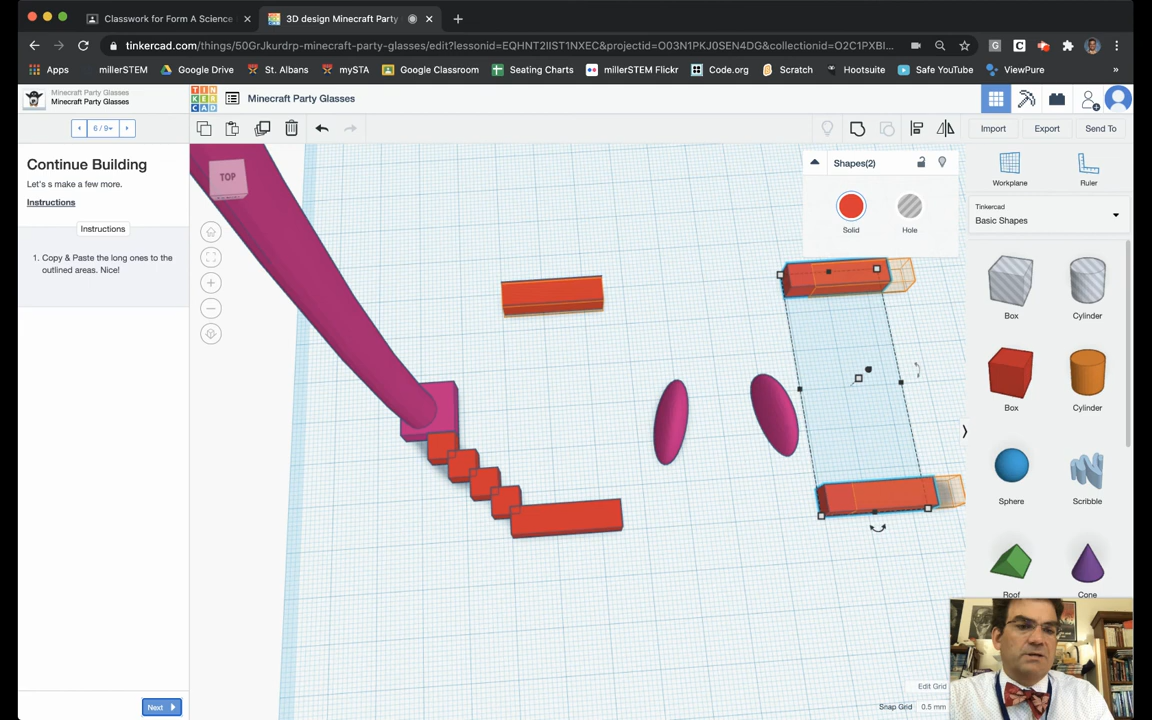 Classwork for Form A Science
3D design Minecraft Party
tinkercad.com/things/50GrJkurdrp-minecraft-party-glasses/edit?lessonid=EQHNT2IIST1NXEC&projectid=O03N1PKJ0SEN4DG&collectionid=O2C1PXBI...
Apps millerSTEM Google Drive St. Albans mySTA Google Classroom Seating Charts millerSTEM Flickr Code.org Scratch Hootsuite Safe YouTube ViewPure »
Minecraft Party Glasses
Minecraft Party Glasses
TIN
KER
CAD
Minecraft Party Glasses
6/9
Import Export Send To
Continue Building
Let's s make a few more.
Instructions
Instructions
1. Copy & Paste the long ones to the
outlined areas. Nice!
Next
TOP
Shapes(2)
Solid Hole
Workplane Ruler
Tinkercad
Basic Shapes
Box Cylinder
Box Cylinder
Sphere Scribble
Roof Cone
Edit Grid
Snap Grid 0.5 mm